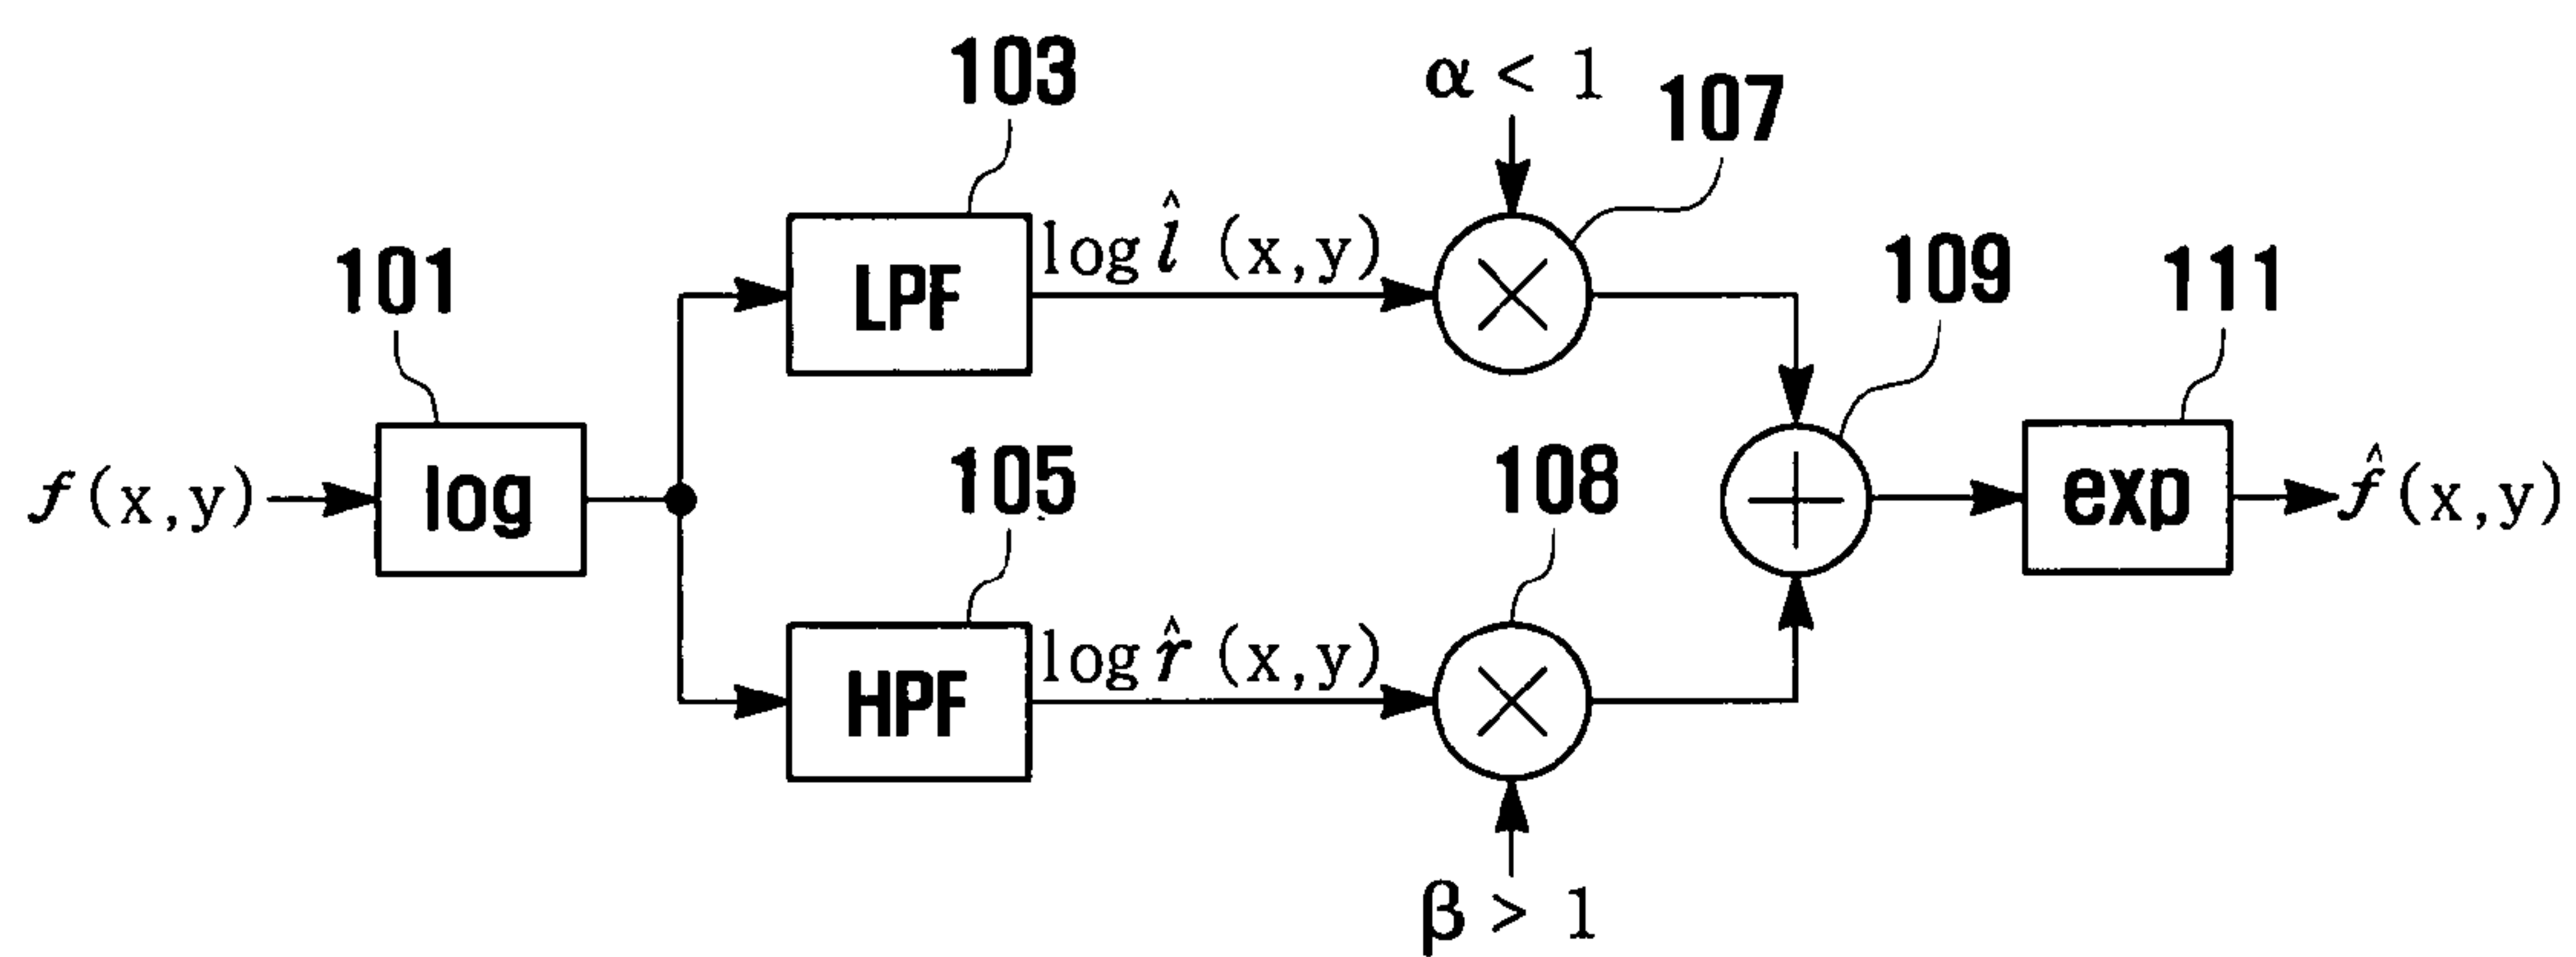 103
α < 1
107
101
LPF
log î (x,y)
×
109
111
f(x,y)
log
105
108
+
exp
f̂(x,y)
HPF
log r̂ (x,y)
×
β > 1